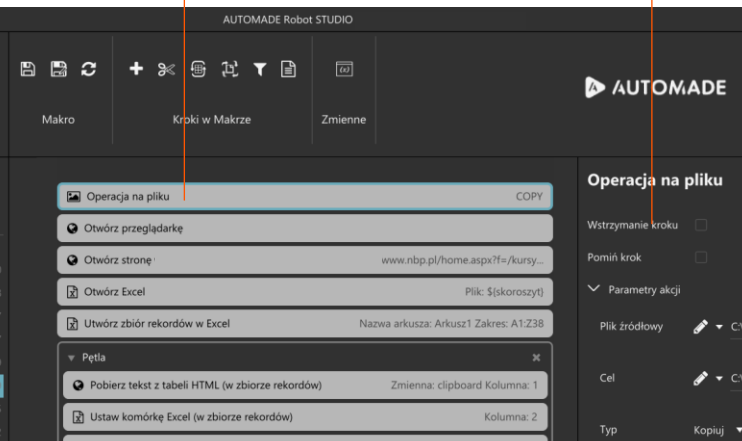 AUTOMADE Robot STUDIO
Makro
Kroki w Makrze
{x}
Zmienne
AUTOMADE
Operacja na pliku COPY
Otwórz przeglądarkę
Otwórz stronę www.nbp.pl/home.aspx?f=/kursy...
Otwórz Excel Plik: ${skoroszyt}
Utwórz zbiór rekordów w Excel Nazwa arkusza: Arkusz1 Zakres: A1:Z38
Pętla
Pobierz tekst z tabeli HTML (w zbiorze rekordów) Zmienna: clipboard Kolumna: 1
Ustaw komórkę Excel (w zbiorze rekordów) Kolumna: 2
Operacja na pliku
Wstrzymanie kroku
Pomiń krok
Parametry akcji
Plik źródłowy C:\
Cel C:\
Typ Kopiuj